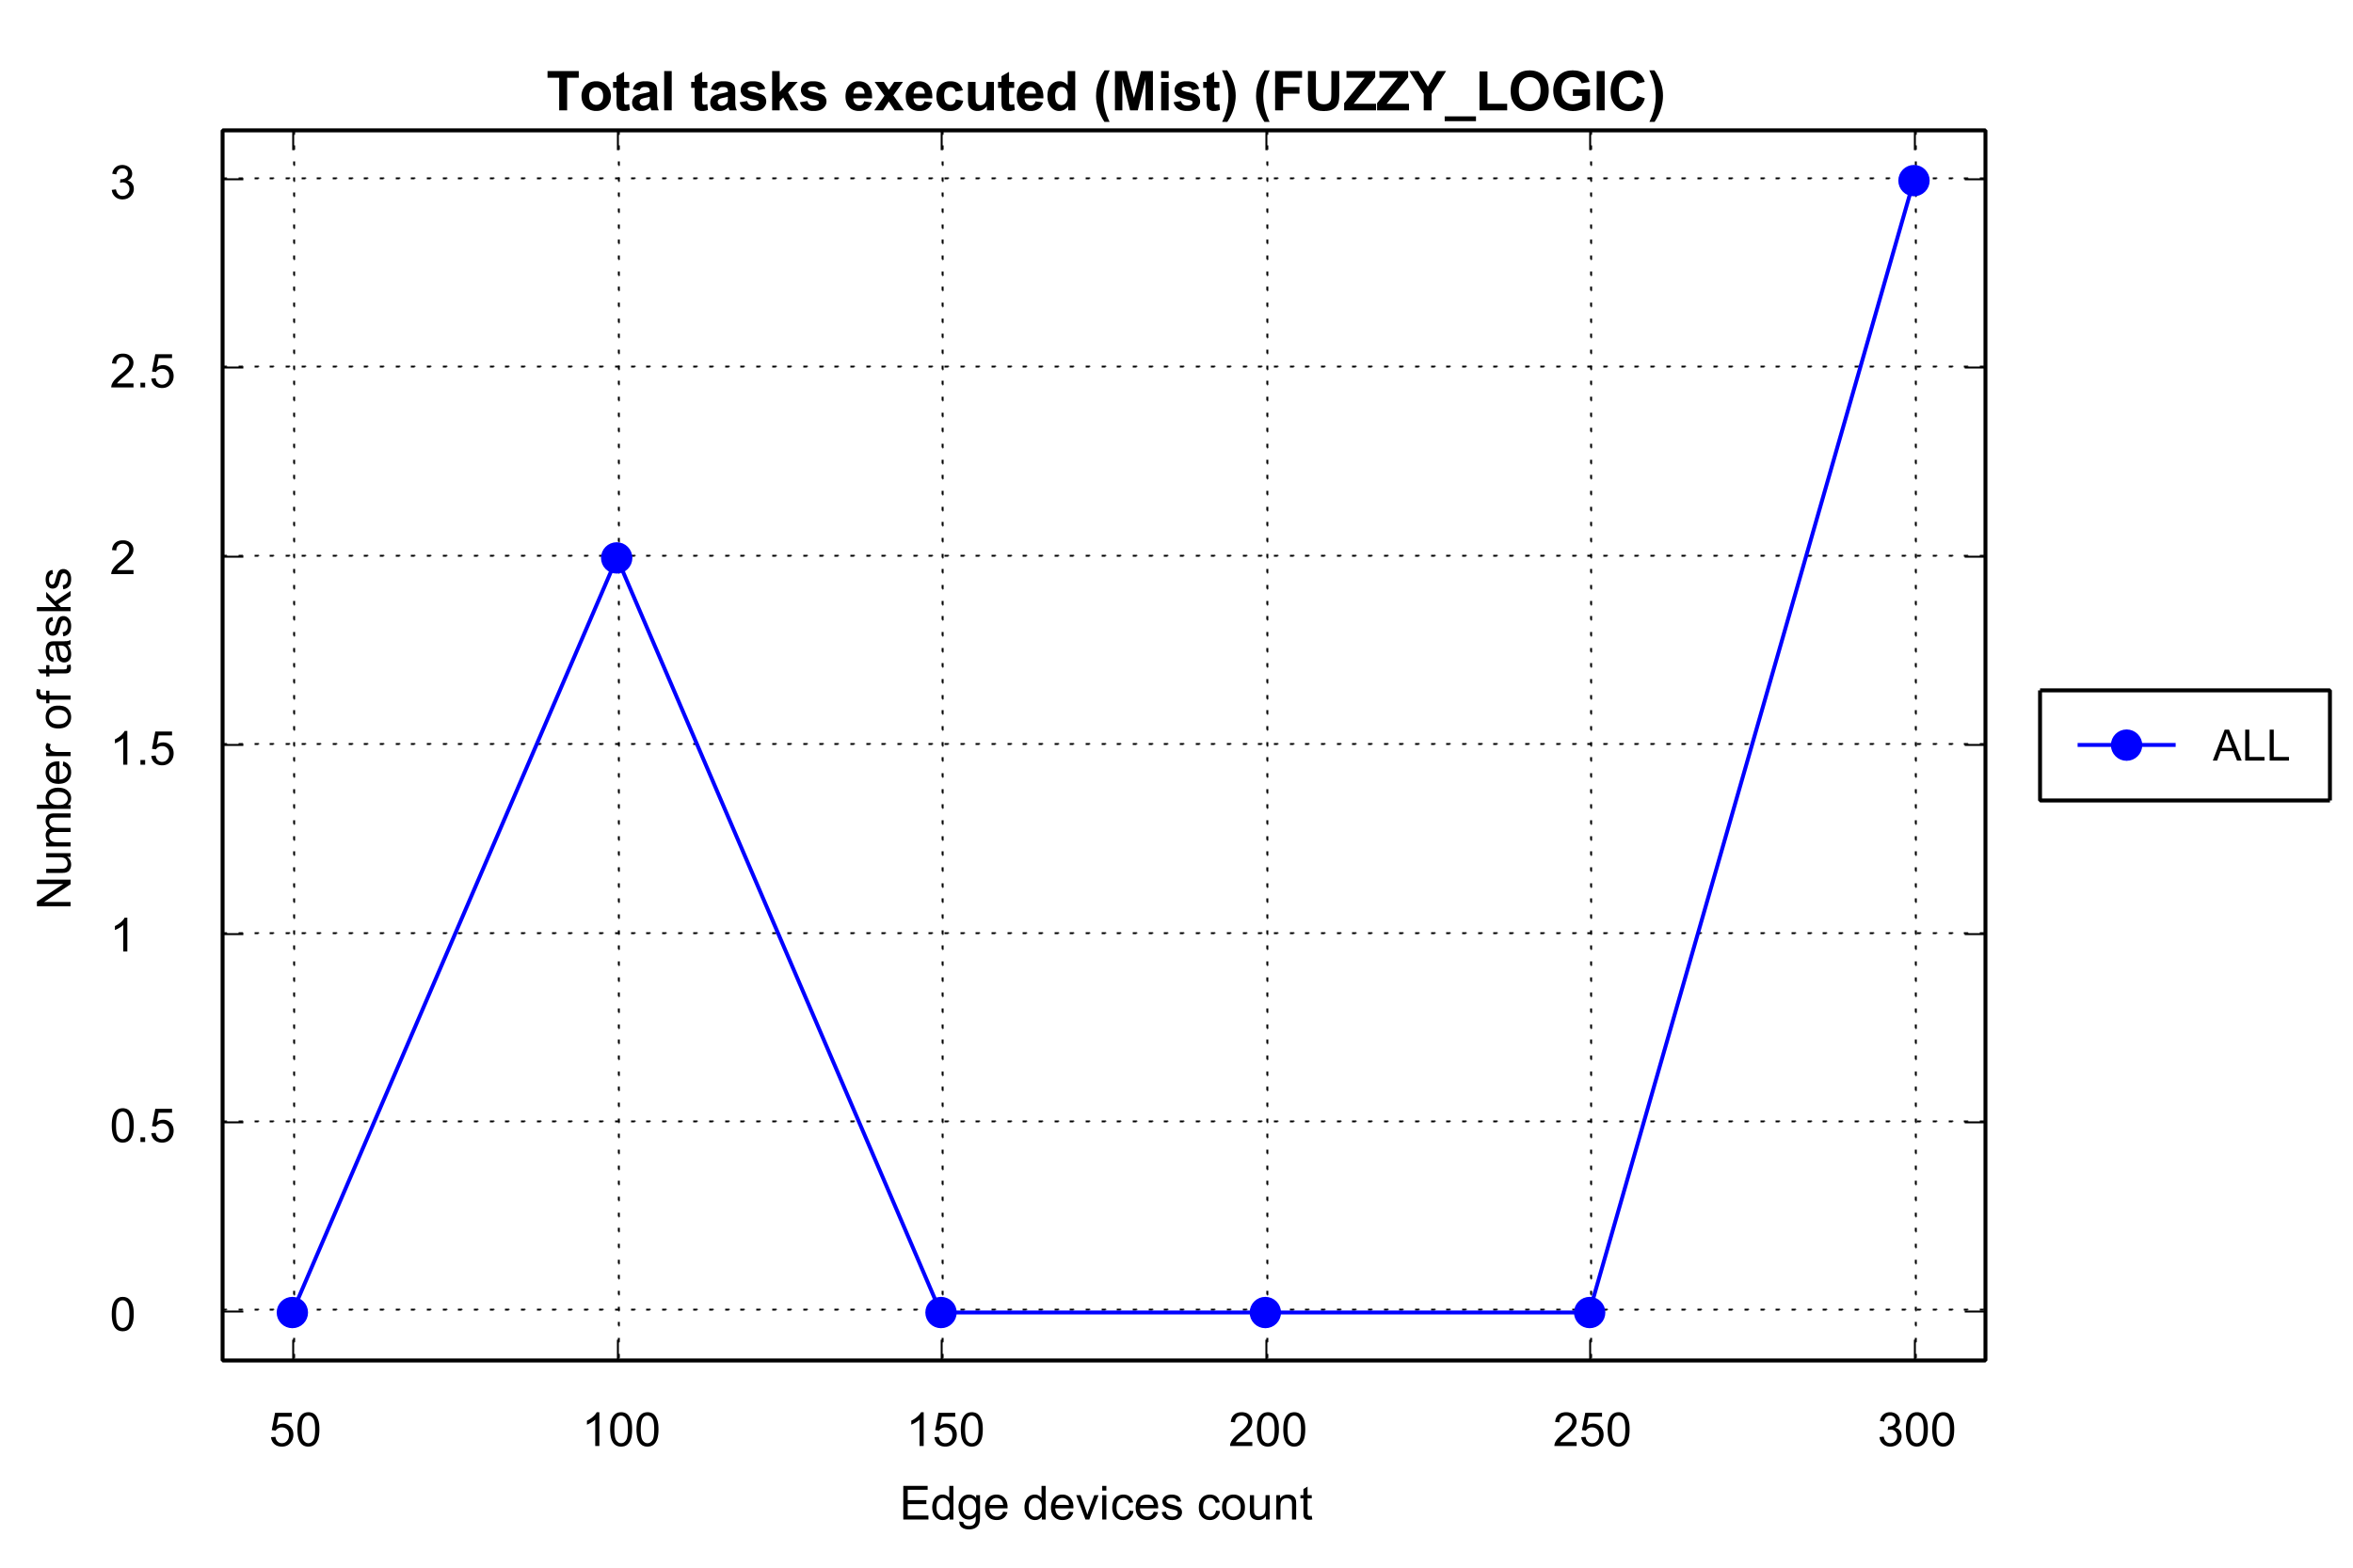 Total tasks executed (Mist) (FUZZY_LOGIC)
3
2.5
2
1.5
1
0.5
0
Number of tasks
50 100 150 200 250 300
Edge devices count
ALL